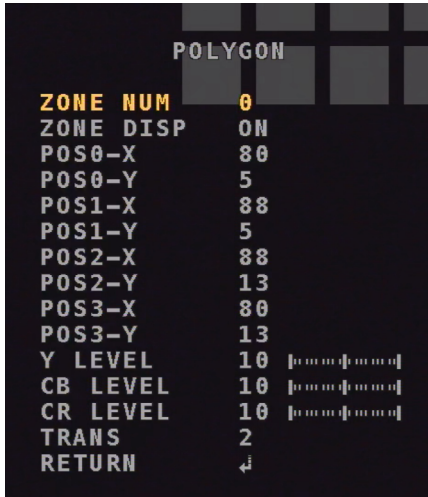 POLYGON
ZONE NUM 0
ZONE DISP ON
POS0-X 80
POS0-Y 5
POS1-X 88
POS1-Y 5
POS2-X 88
POS2-Y 13
POS3-X 80
POS3-Y 13
Y LEVEL 10
CB LEVEL 10
CR LEVEL 10
TRANS 2
RETURN ↲